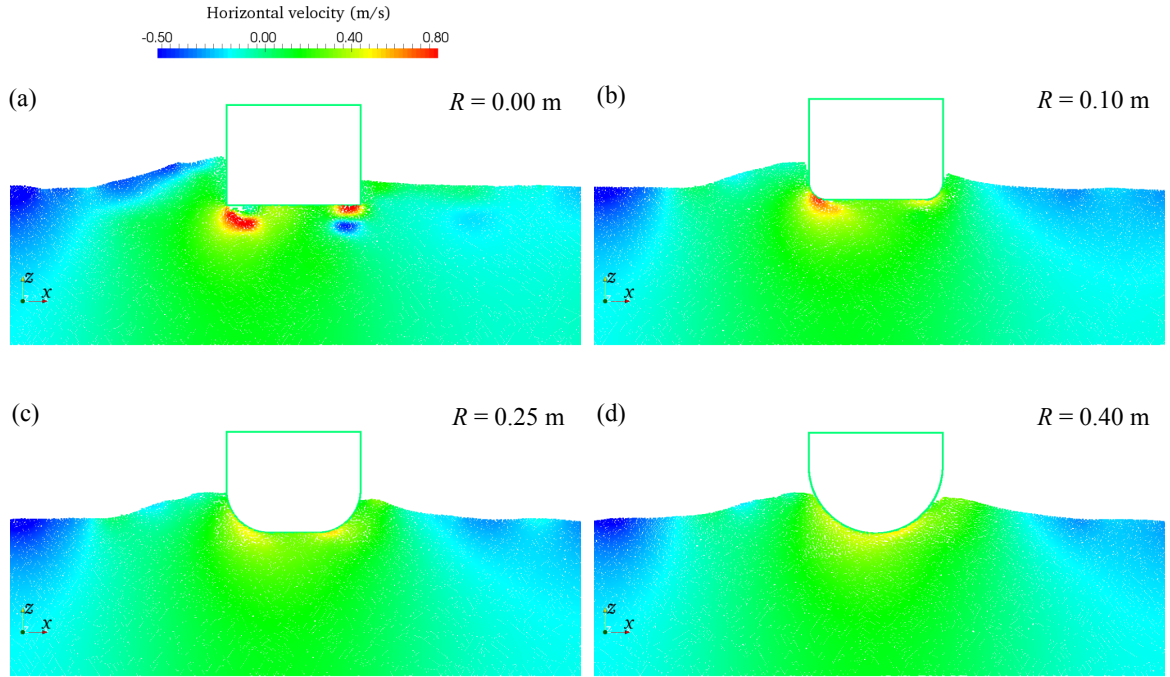 Horizontal velocity (m/s)
-0.50 0.00 0.40 0.80
(a) R = 0.00 m
(b) R = 0.10 m
z
x
z
x
(c) R = 0.25 m
(d) R = 0.40 m
z
x
z
x